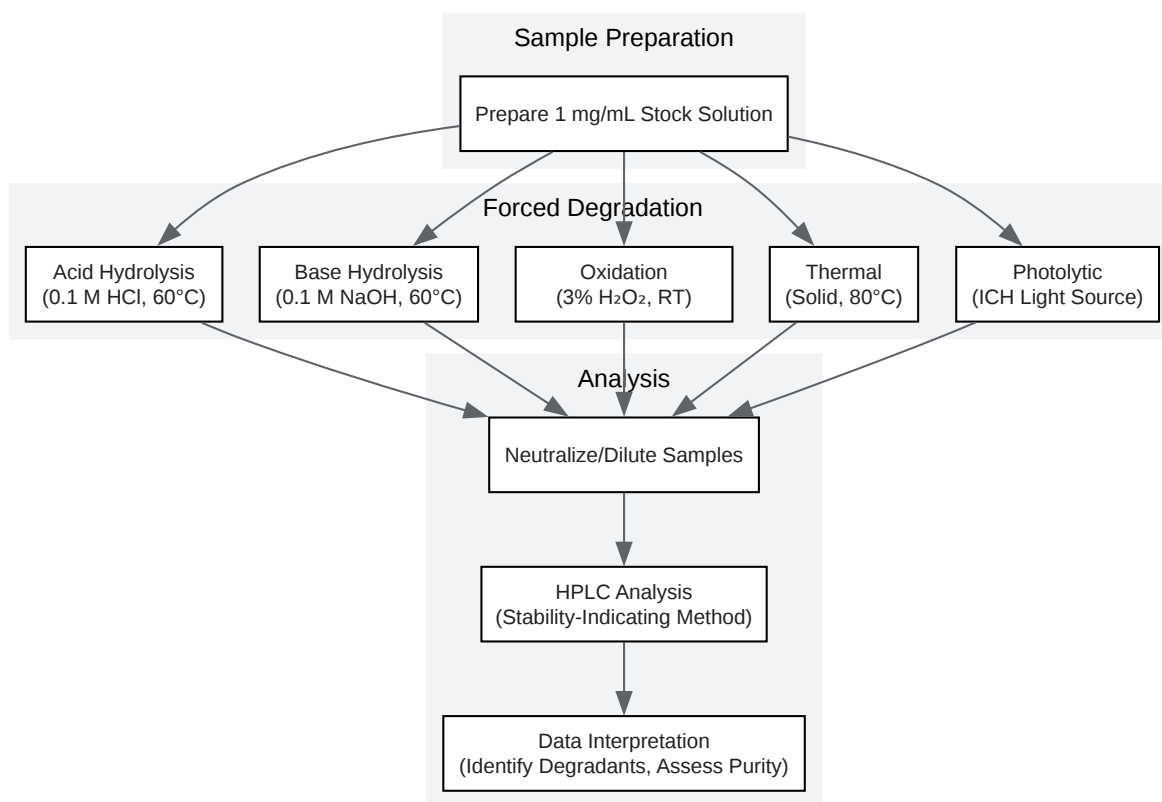 Sample Preparation
Prepare 1 mg/mL Stock Solution
Forced Degradation
Acid Hydrolysis
(0.1 M HCl, 60°C)
Base Hydrolysis
(0.1 M NaOH, 60°C)
Oxidation
(3% H₂O₂, RT)
Thermal
(Solid, 80°C)
Photolytic
(ICH Light Source)
Analysis
Neutralize/Dilute Samples
HPLC Analysis
(Stability-Indicating Method)
Data Interpretation
(Identify Degradants, Assess Purity)